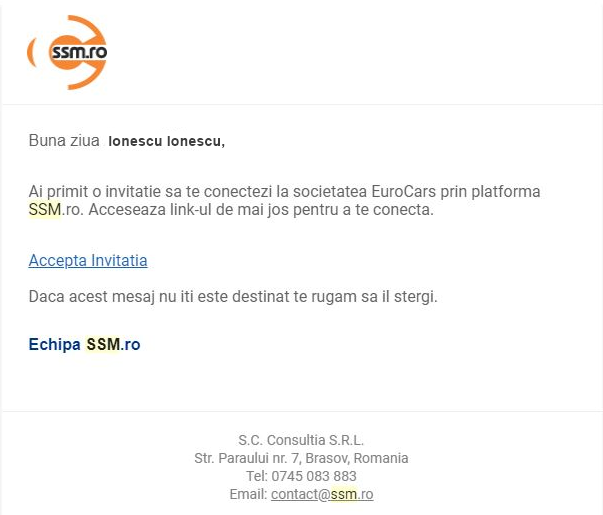 ssm.ro
Buna ziua Ionescu Ionescu,
Ai primit o invitatie sa te conectezi la societatea EuroCars prin platforma
SSM.ro. Acceseaza link-ul de mai jos pentru a te conecta.
Accepta Invitatia
Daca acest mesaj nu iti este destinat te rugam sa il stergi.
Echipa SSM.ro
S.C. Consultia S.R.L.
Str. Paraului nr. 7, Brasov, Romania
Tel: 0745 083 883
Email: contact@ssm.ro